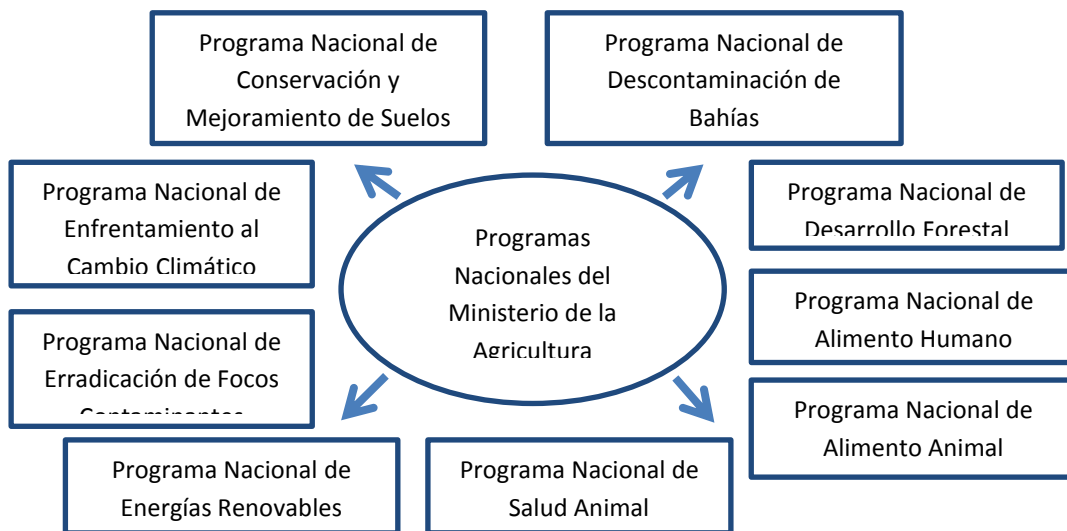 Programa Nacional de
Conservación y
Mejoramiento de Suelos
Programa Nacional de
Descontaminación de
Bahías
Programa Nacional de
Enfrentamiento al
Cambio Climático
Programas
Nacionales del
Ministerio de la
Agricultura
Programa Nacional de
Desarrollo Forestal
Programa Nacional de
Alimento Humano
Programa Nacional de
Erradicación de Focos
Contaminantes
Programa Nacional de
Alimento Animal
Programa Nacional de
Energías Renovables
Programa Nacional de
Salud Animal